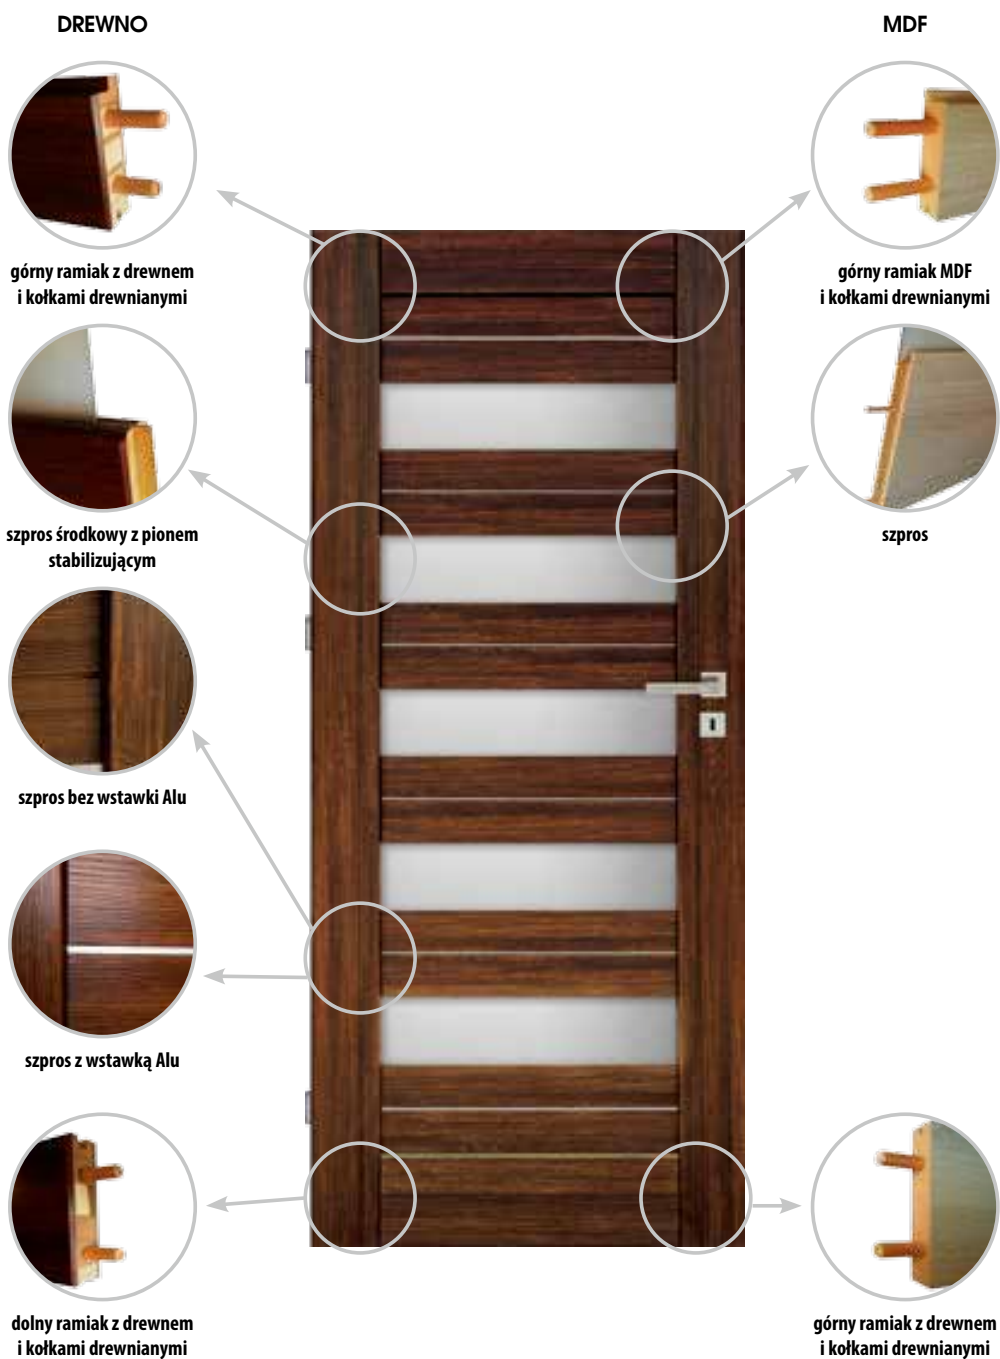 DREWNO
MDF
górny ramiak z drewnem
i kołkami drewnianymi
górny ramiak MDF
i kołkami drewnianymi
szpros środkowy z pionem
stabilizującym
szpros
szpros bez wstawki Alu
szpros z wstawką Alu
dolny ramiak z drewnem
i kołkami drewnianymi
górny ramiak z drewnem
i kołkami drewnianymi